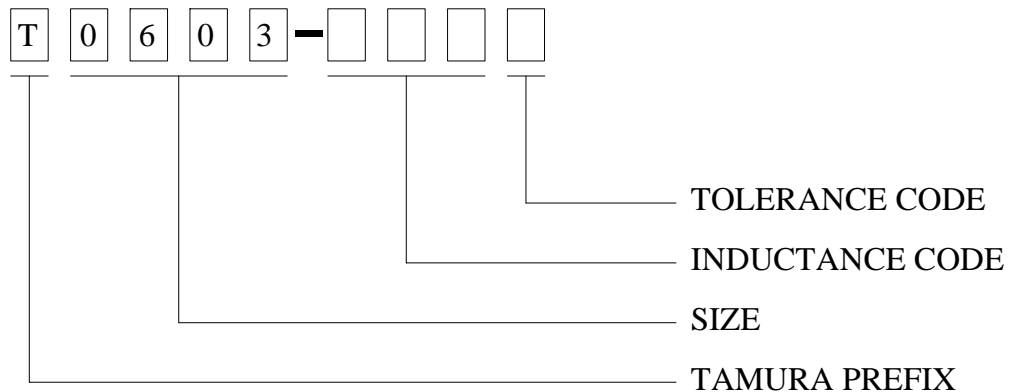 T 0 6 0 3 -
TOLERANCE CODE
INDUCTANCE CODE
SIZE
TAMURA PREFIX